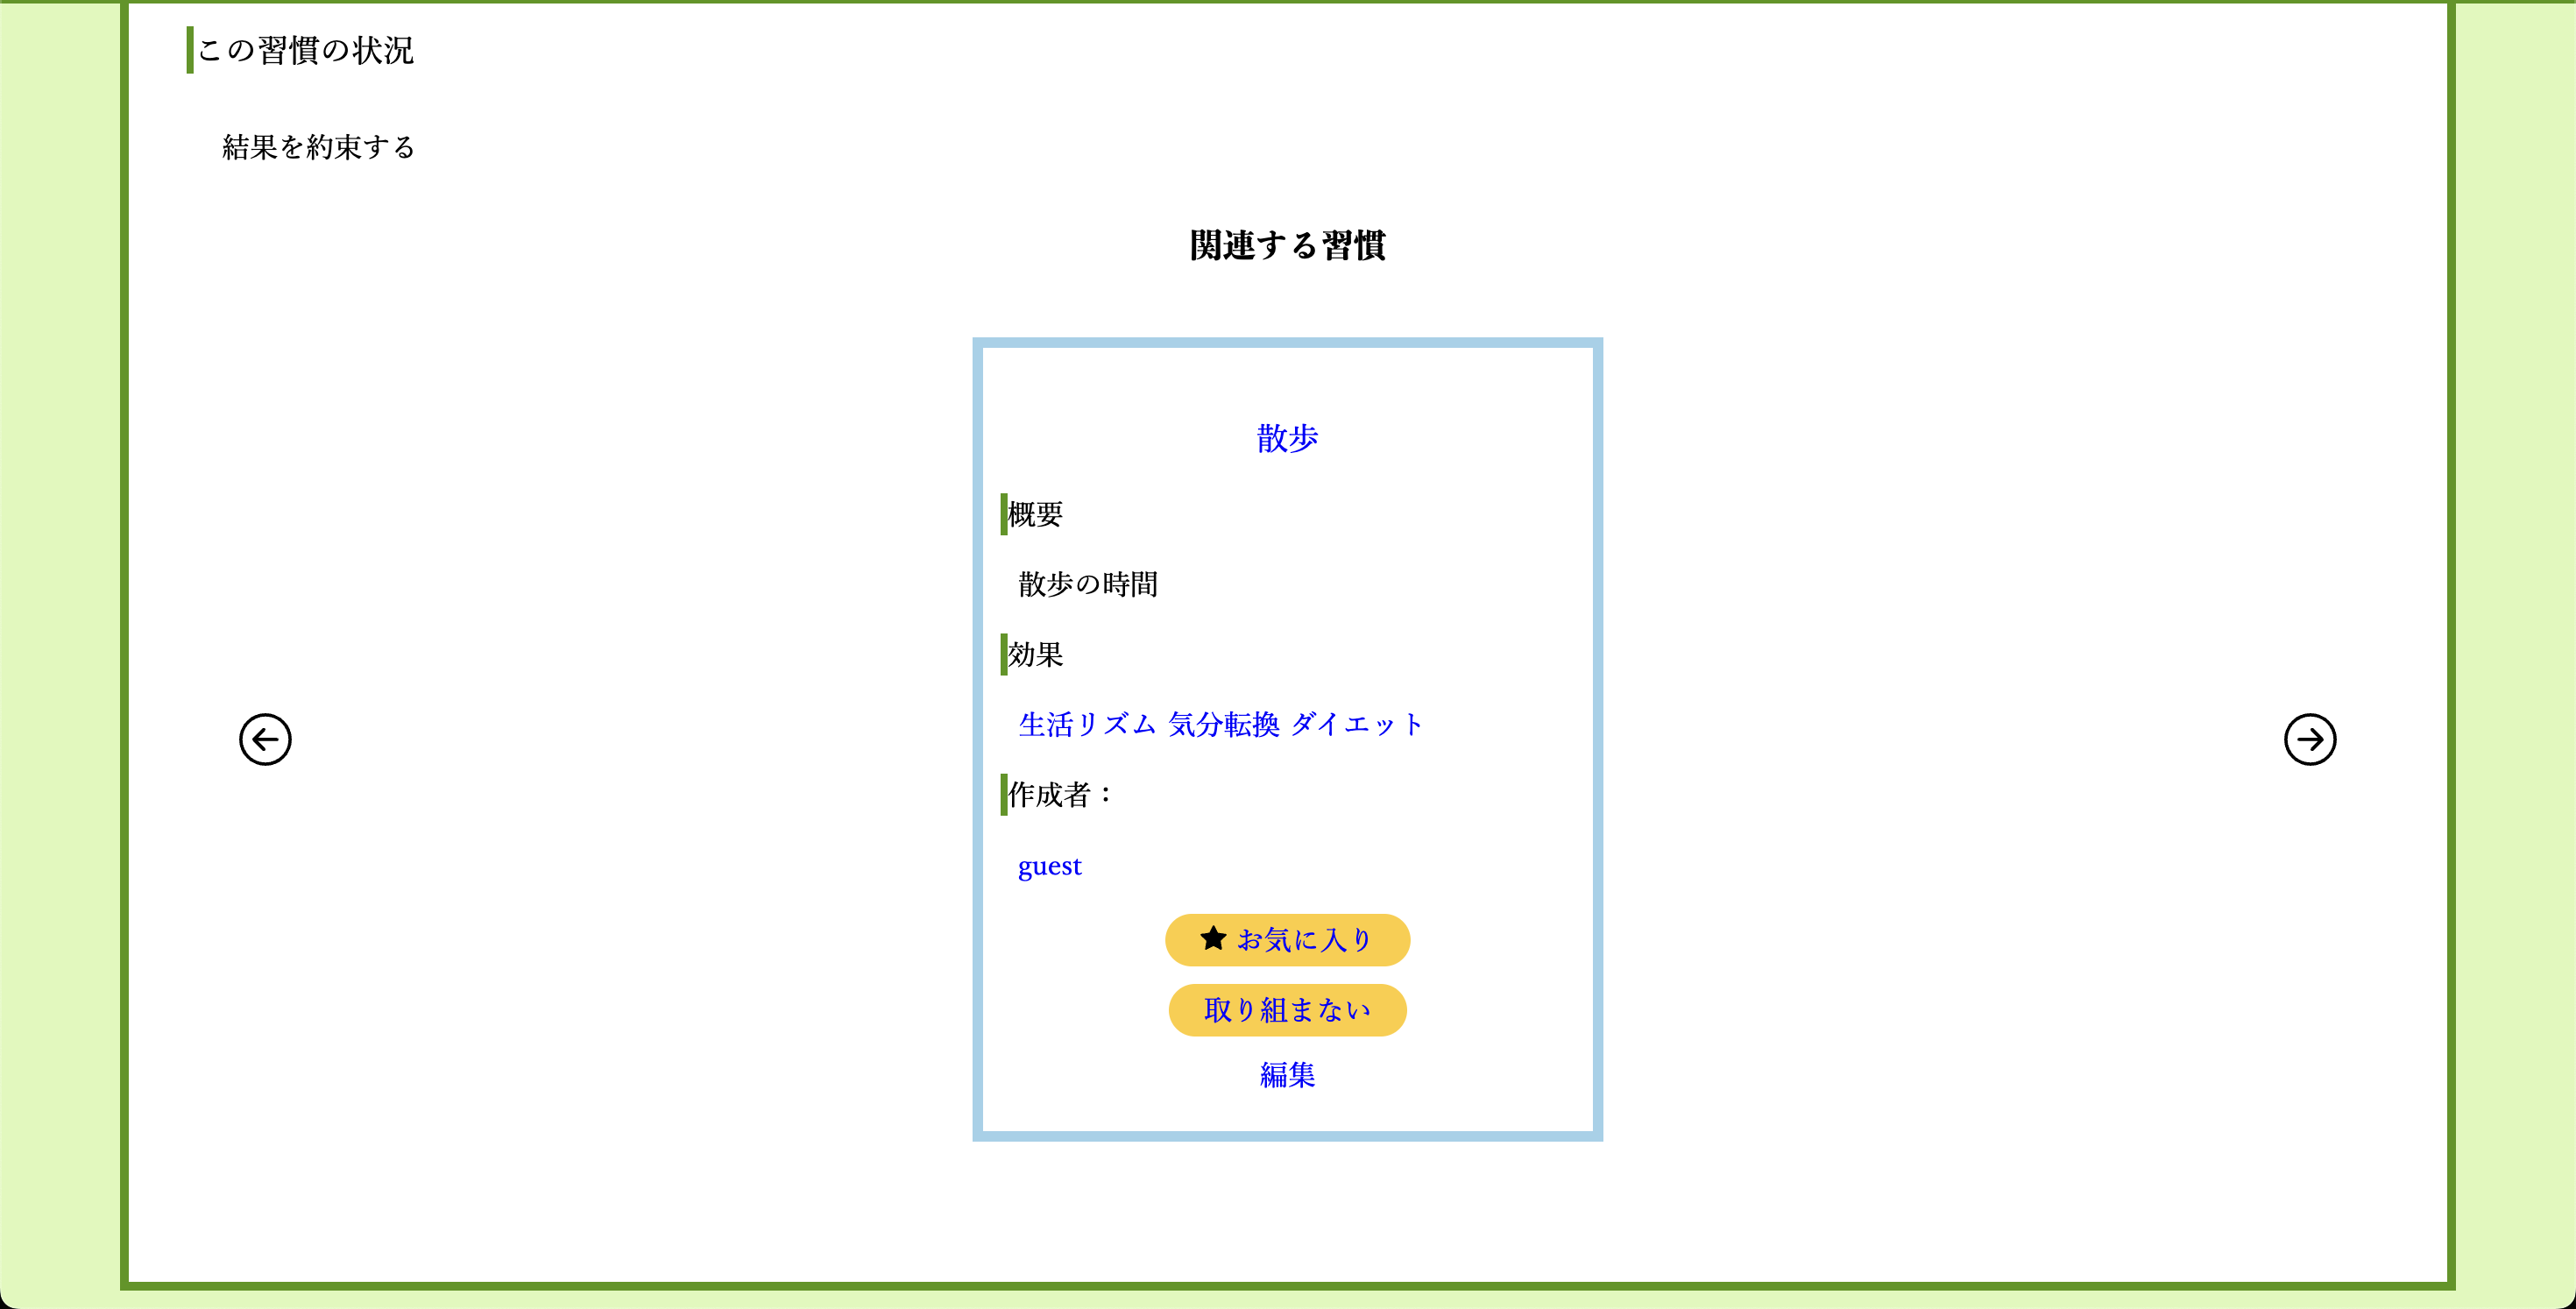 この習慣の状況
結果を約束する
関連する習慣
散歩
概要
散歩の時間
効果
生活リズム 気分転換 ダイエット
作成者：
guest
★ お気に入り
取り組まない
編集